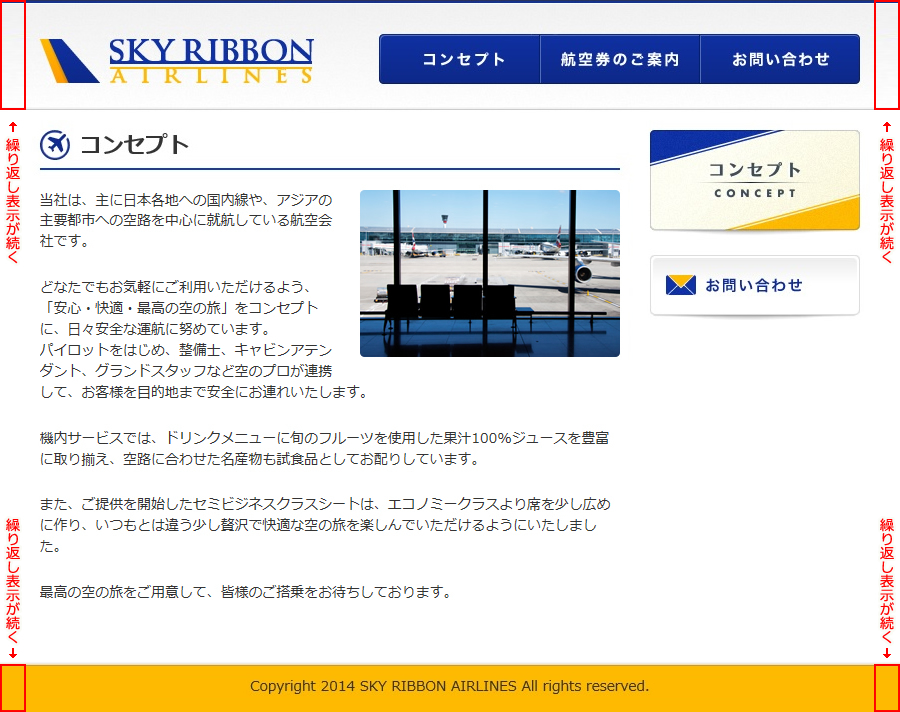 SKY RIBBON
AIRLINES
コンセプト
航空券のご案内
お問い合わせ
↑繰り返し表示が続く
↑繰り返し表示が続く
コンセプト
当社は、主に日本各地への国内線や、アジアの
主要都市への空路を中心に就航している航空会
社です。
どなたでもお気軽にご利用いただけるよう、
「安心・快適・最高の空の旅」をコンセプト
に、日々安全な運航に努めています。
パイロットをはじめ、整備士、キャビンアテン
ダント、グランドスタッフなど空のプロが連携
して、お客様を目的地まで安全にお連れいたします。
機内サービスでは、ドリンクメニューに旬のフルーツを使用した果汁100%ジュースを豊富
に取り揃え、空路に合わせた名産物も試食品としてお配りしています。
また、ご提供を開始したセミビジネスクラスシートは、エコノミークラスより席を少し広め
に作り、いつもとは違う少し贅沢で快適な空の旅を楽しんでいただけるようにいたしまし
た。
最高の空の旅をご用意して、皆様のご搭乗をお待ちしております。
コンセプト
CONCEPT
お問い合わせ
繰り返し表示が続く↓
繰り返し表示が続く↓
Copyright 2014 SKY RIBBON AIRLINES All rights reserved.